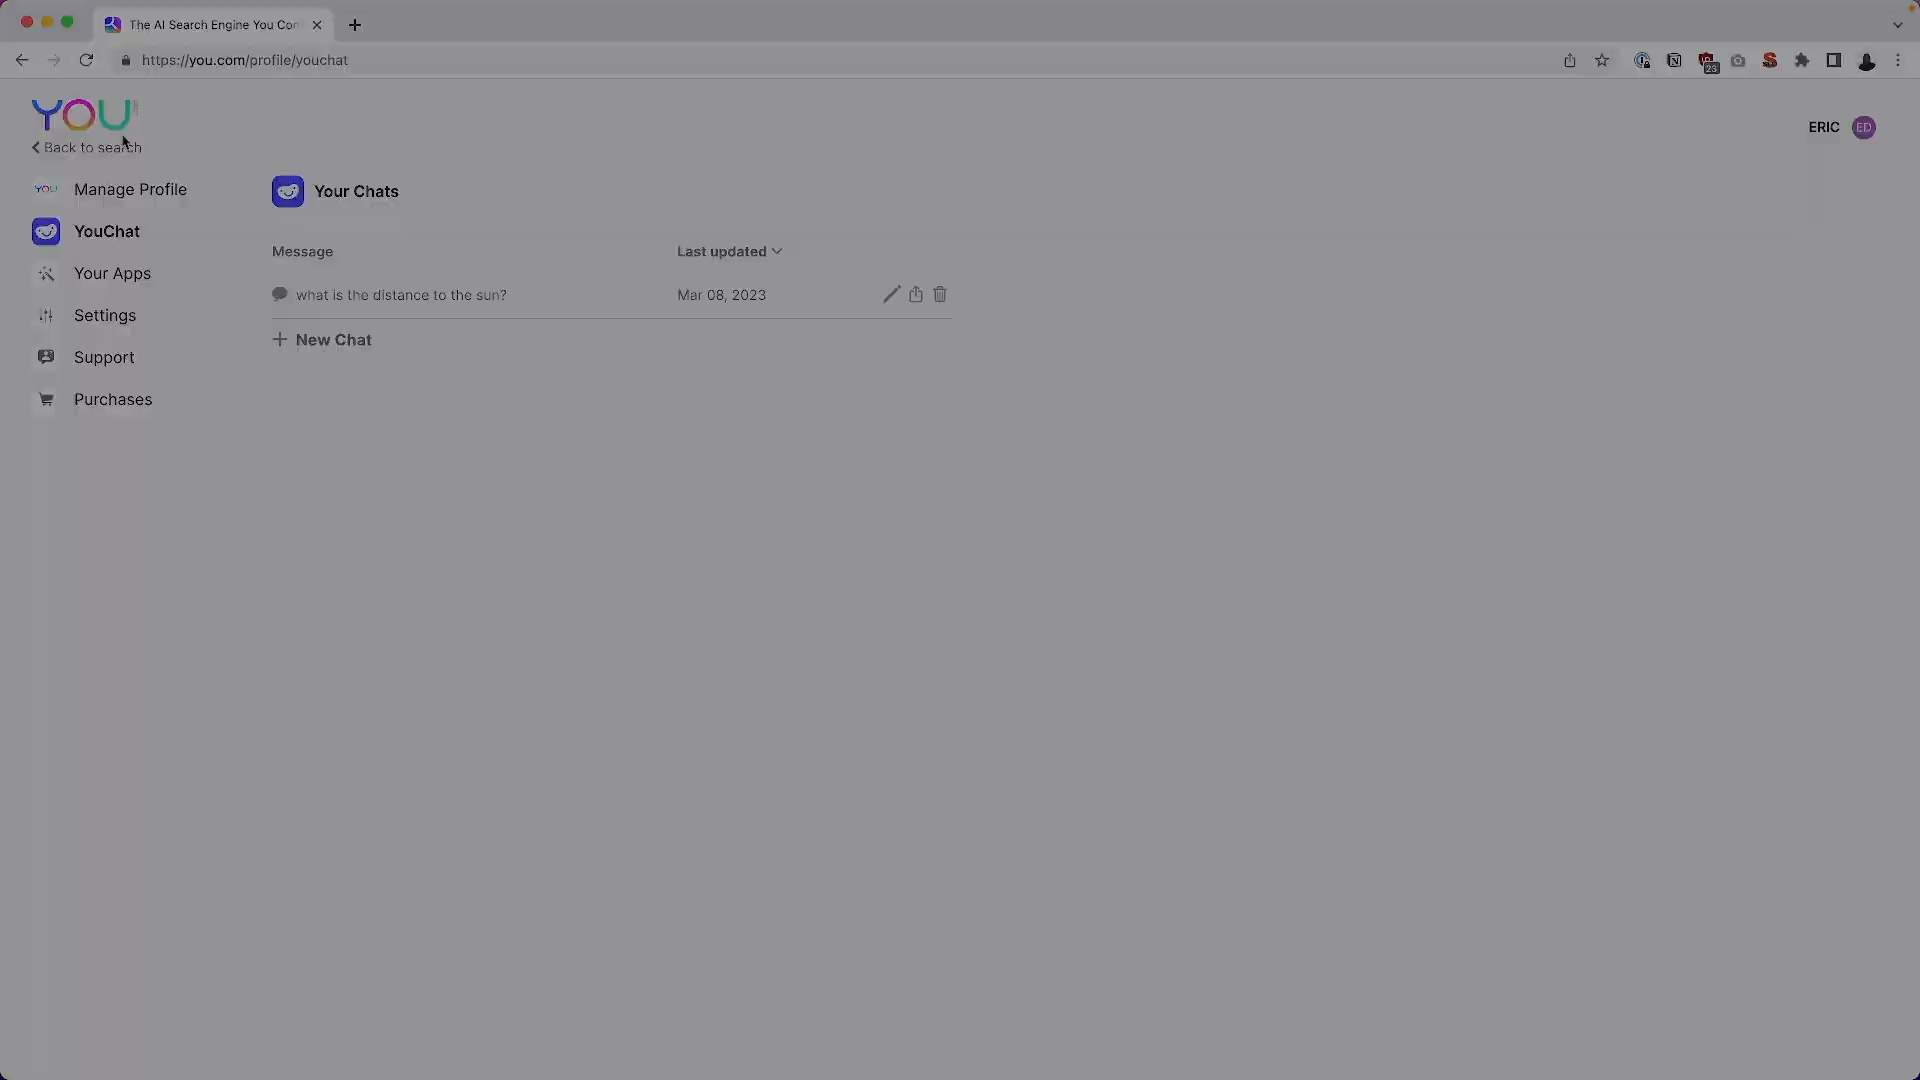 The AI Search Engine You Con
https://you.com/profile/youchat
23
YOU
Back to search
ERIC
ED
YOU
Manage Profile
Your Chats
YouChat
Message
Last updated
Your Apps
what is the distance to the sun?
Mar 08, 2023
Settings
New Chat
Support
Purchases